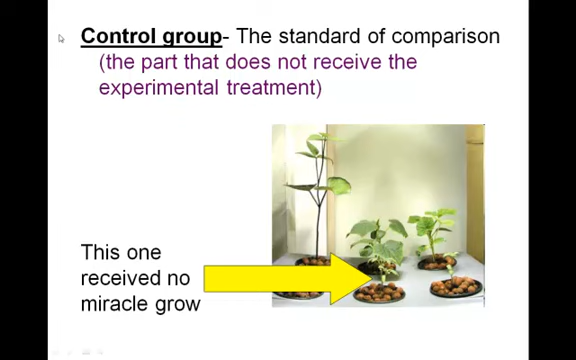 Control group- The standard of comparison
(the part that does not receive the
experimental treatment)
This one
received no
miracle grow